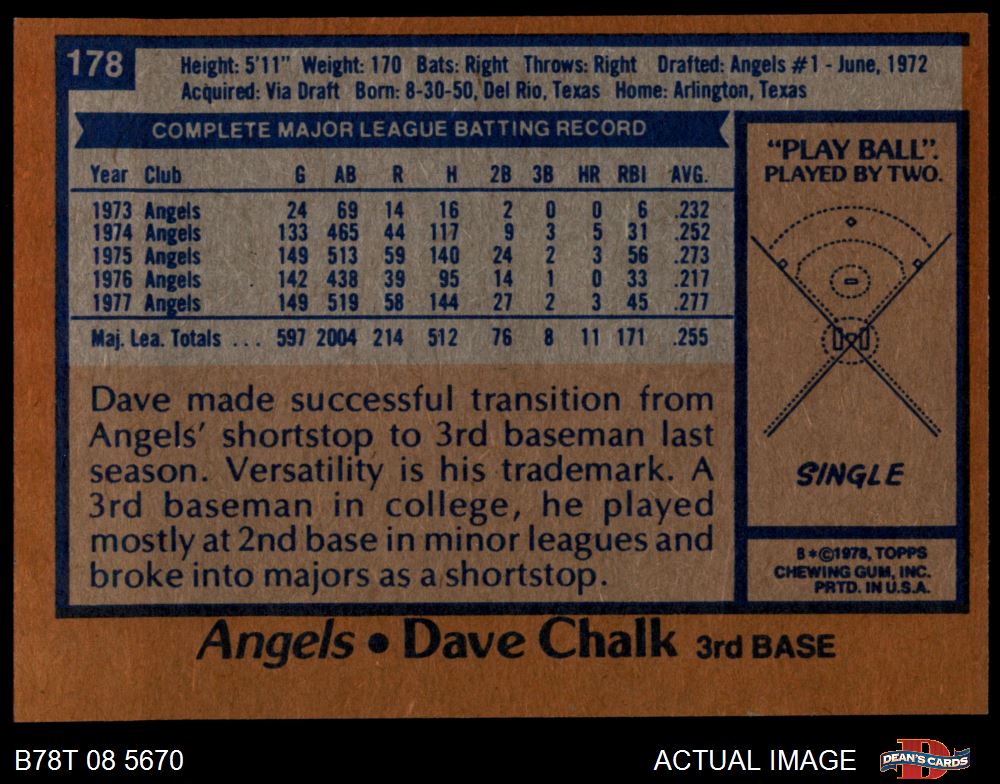 178
Height: 5'11" Weight: 170 Bats: Right Throws: Right Drafted: Angels #1 - June, 1972
Acquired: Via Draft Born: 8-30-50, Del Rio, Texas Home: Arlington, Texas
COMPLETE MAJOR LEAGUE BATTING RECORD
Year Club G AB R H 2B 3B HR RBI AVG.
1973 Angels 24 69 14 16 2 0 0 6 .232
1974 Angels 133 465 44 117 9 3 5 31 .252
1975 Angels 149 513 59 140 24 2 3 56 .273
1976 Angels 142 438 39 95 14 1 0 33 .217
1977 Angels 149 519 58 144 27 2 3 45 .277
Maj. Lea. Totals ... 597 2004 214 512 76 8 11 171 .255
Dave made successful transition from
Angels' shortstop to 3rd baseman last
season. Versatility is his trademark. A
3rd baseman in college, he played
mostly at 2nd base in minor leagues and
broke into majors as a shortstop.
"PLAY BALL".
PLAYED BY TWO.
SINGLE
B*©1978, TOPPS
CHEWING GUM, INC.
PRTD. IN U.S.A.
Angels • Dave Chalk 3rd BASE
B78T 08 5670
ACTUAL IMAGE
DEAN'S CARDS